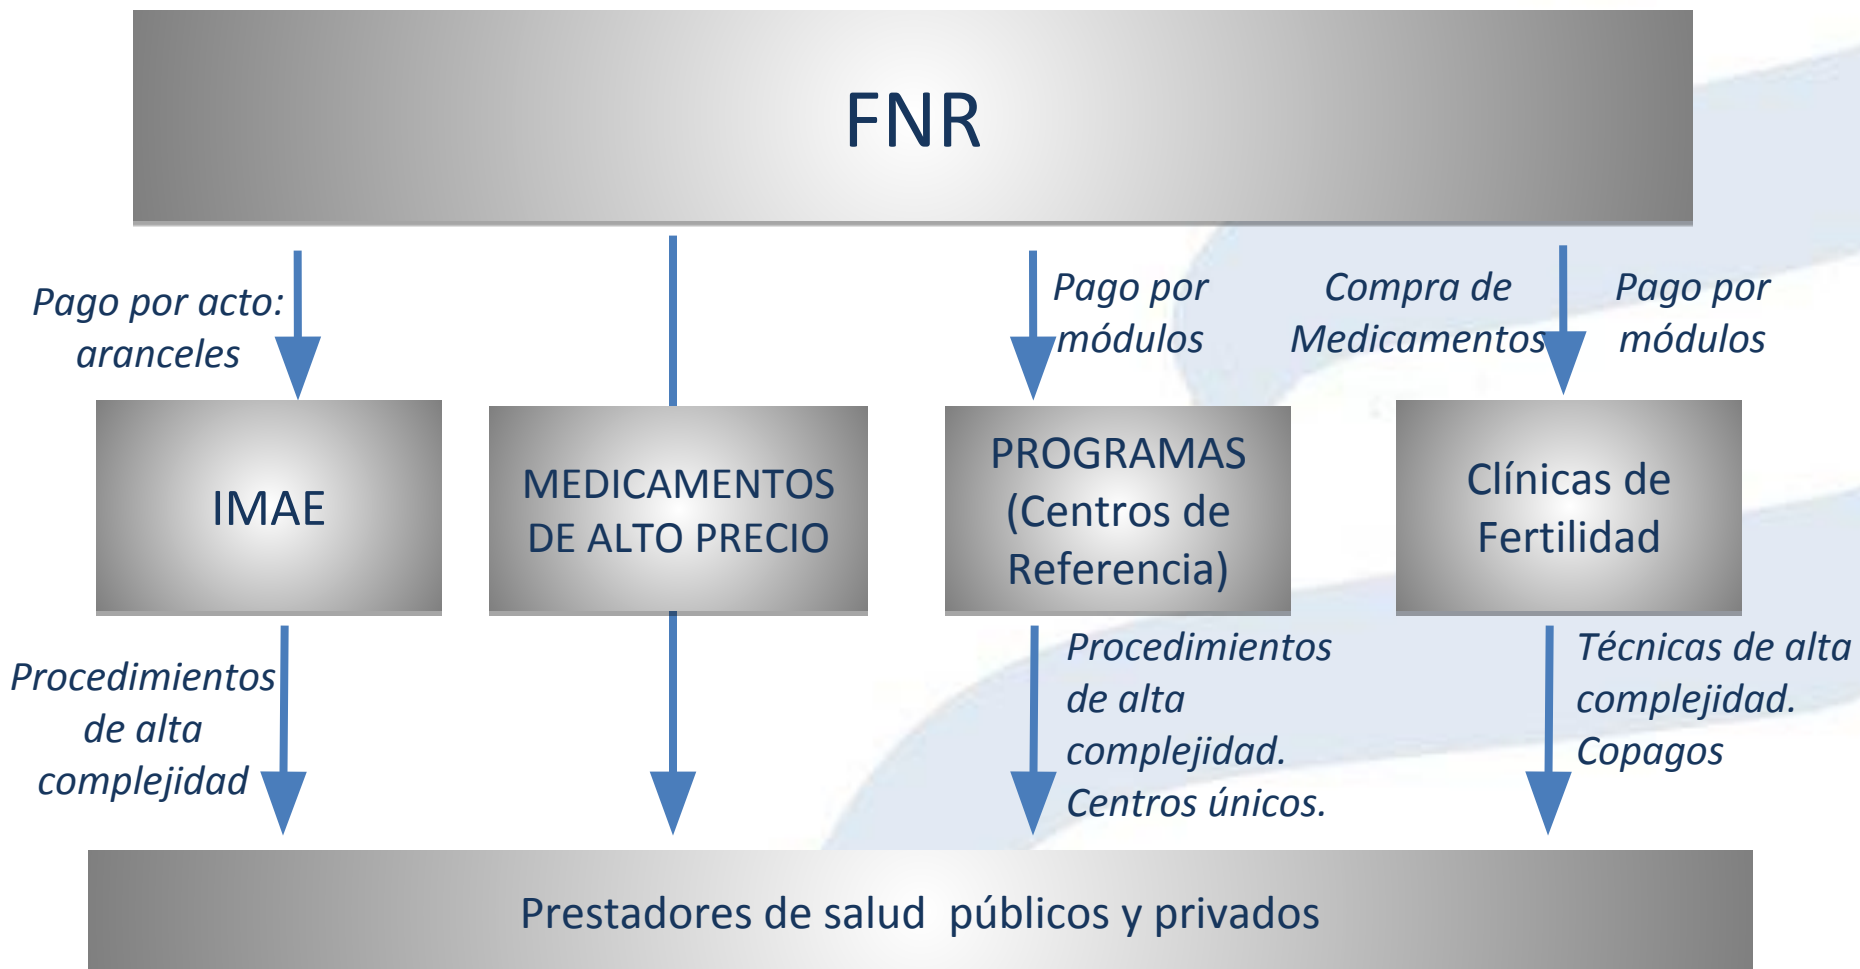 FNR
Pago por acto:
aranceles
Pago por
módulos
Compra de
Medicamentos
Pago por
módulos
IMAE
MEDICAMENTOS
DE ALTO PRECIO
PROGRAMAS
(Centros de
Referencia)
Clínicas de
Fertilidad
Procedimientos
de alta
complejidad
Procedimientos
de alta
complejidad.
Centros únicos.
Técnicas de alta
complejidad.
Copagos
Prestadores de salud  públicos y privados